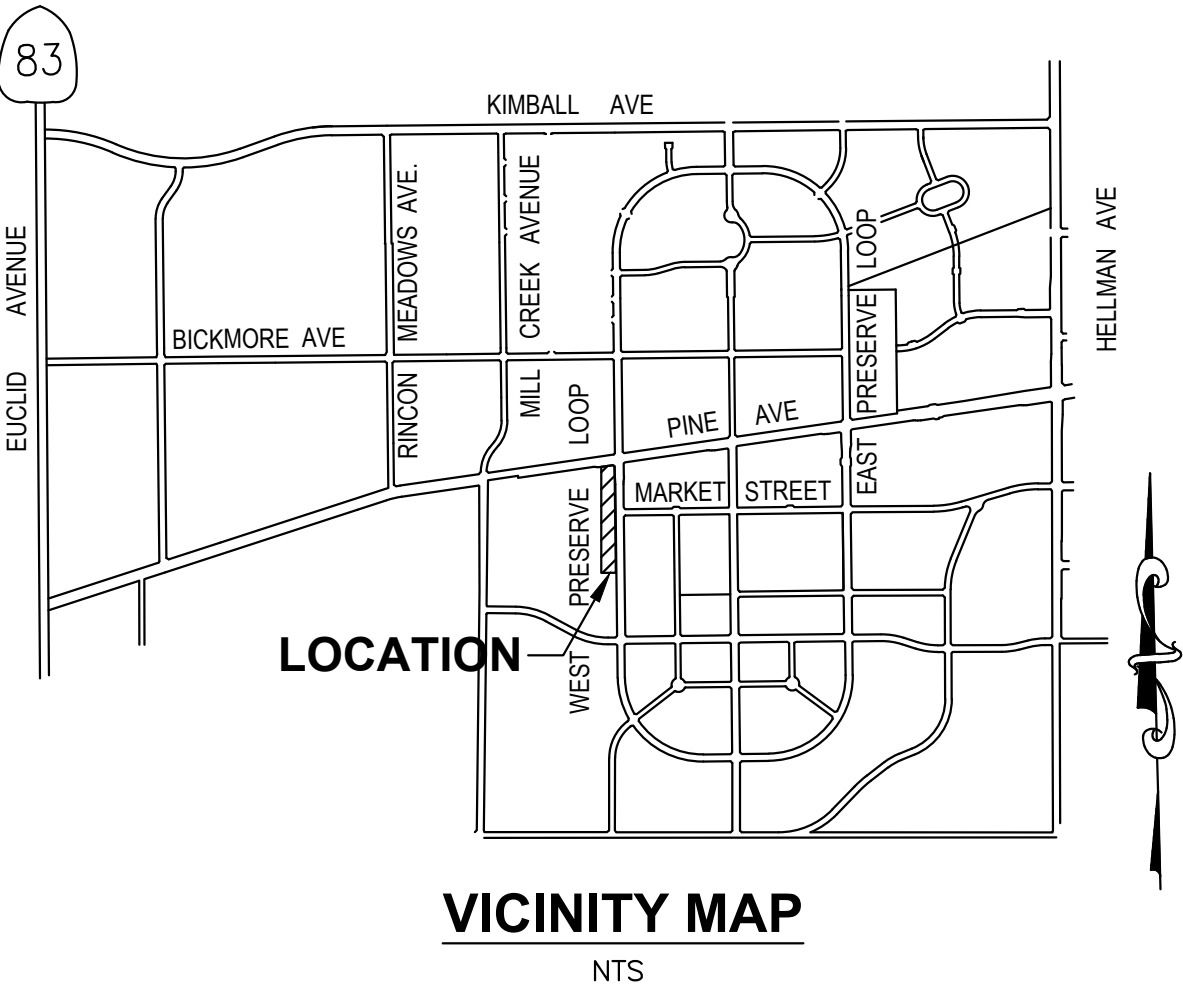 83
KIMBALL AVE
EUCLID AVENUE
BICKMORE AVE
RINCON MEADOWS AVE.
MILL CREEK AVENUE
WEST PRESERVE LOOP
EAST PRESERVE LOOP
HELLMAN AVE
PINE AVE
MARKET STREET
LOCATION
VICINITY MAP
NTS